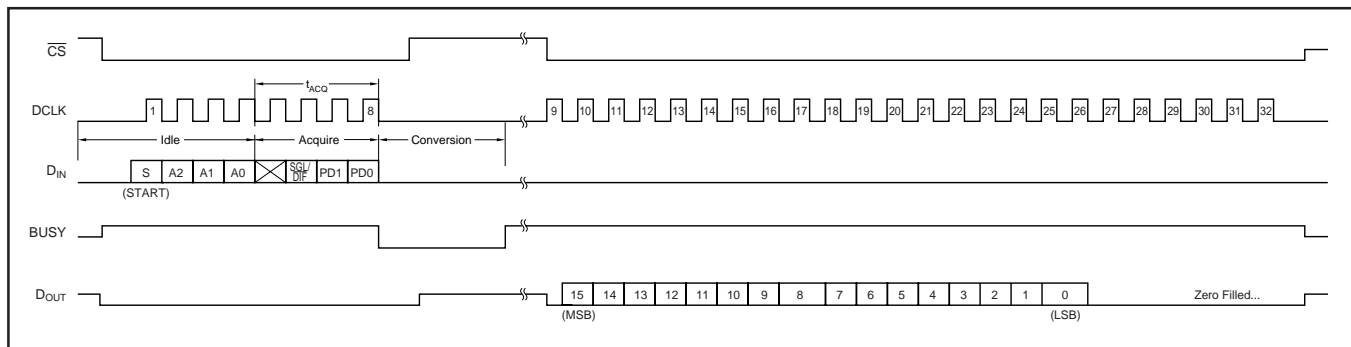 CS
tACQ
DCLK 1 8 9 10 11 12 13 14 15 16 17 18 19 20 21 22 23 24 25 26 27 28 29 30 31 32
Idle Acquire Conversion
DIN S A2 A1 A0 SGL/DIF PD1 PD0
(START)
BUSY
DOUT 15 14 13 12 11 10 9 8 7 6 5 4 3 2 1 0 Zero Filled...
(MSB) (LSB)